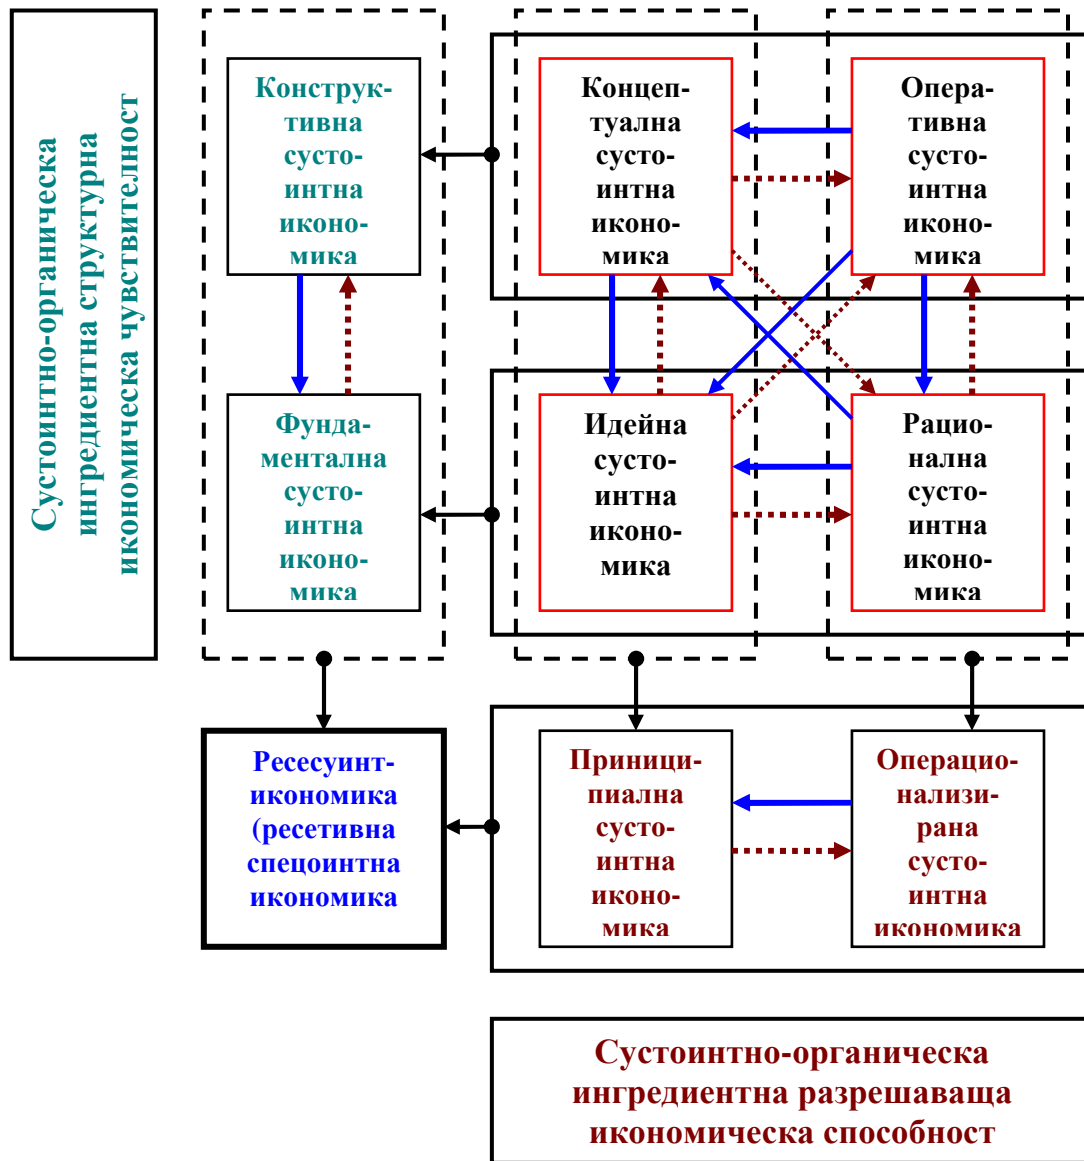 Сустоинтно-органическа
ингредиентна структурна
икономическа чувствителност
Конструк-
тивна
сусто-
интна
иконо-
мика
Концеп-
туална
сусто-
интна
иконо-
мика
Опера-
тивна
сусто-
интна
иконо-
мика
Фунда-
ментална
сусто-
интна
иконо-
мика
Идейна
сусто-
интна
иконо-
мика
Рацио-
нална
сусто-
интна
иконо-
мика
Ресесуинт-
икономика
(ресетивна
спецоинтна
икономика
Приници-
пиална
сусто-
интна
иконо-
мика
Операцио-
нализи-
рана
сусто-
интна
икономика
Сустоинтно-органическа
ингредиентна разрешаваща
икономическа способност